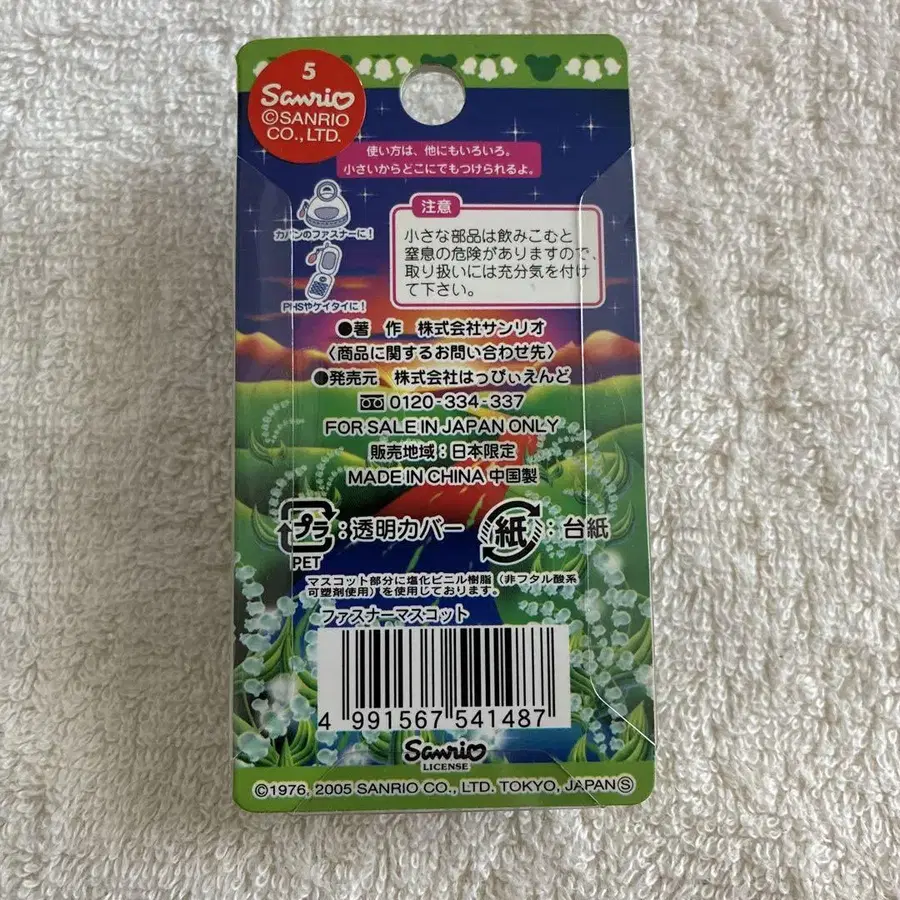 5
Sanrio
©SANRIO
CO., LTD.
使い方は、他にもいろいろ。
小さいからどこにでもつけられるよ。
カバンのファスナーに！
PHSやケイタイに！
注意
小さな部品は飲みこむと
窒息の危険がありますので、
取り扱いには充分気を付け
て下さい。
●著 作 株式会社サンリオ
〈商品に関するお問い合わせ先〉
●発売元 株式会社はっぴぃえんど
0120-334-337
FOR SALE IN JAPAN ONLY
販売地域：日本限定
MADE IN CHINA 中国製
プラ：透明カバー
PET
紙：台紙
マスコット部分に塩化ビニル樹脂（非フタル酸系
可塑剤使用）を使用しております。
ファスナーマスコット
4 991567 541487
Sanrio
LICENSE
©1976, 2005 SANRIO CO., LTD. TOKYO, JAPAN Ⓢ